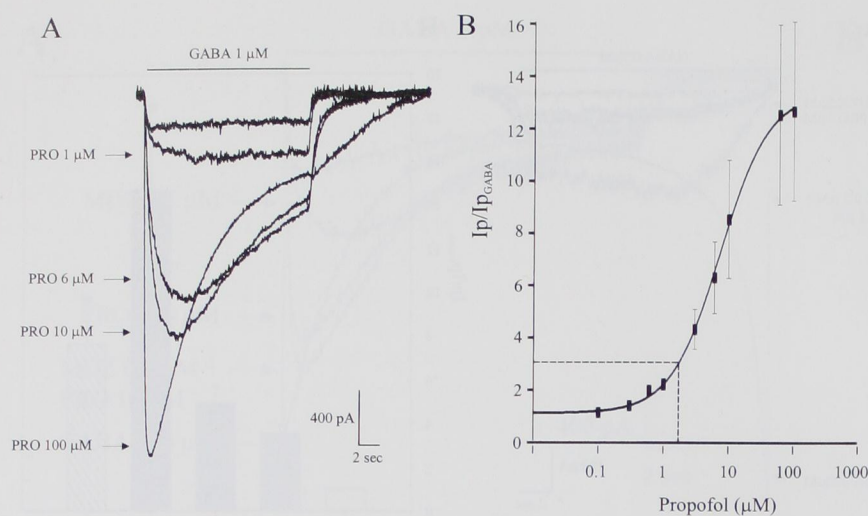 A
GABA 1 µM
PRO 1 µM
PRO 6 µM
PRO 10 µM
PRO 100 µM
400 pA
2 sec
B
Ip/Ip_GABA
16
14
12
10
8
6
4
2
0
0.1
1
10
100
1000
Propofol (µM)